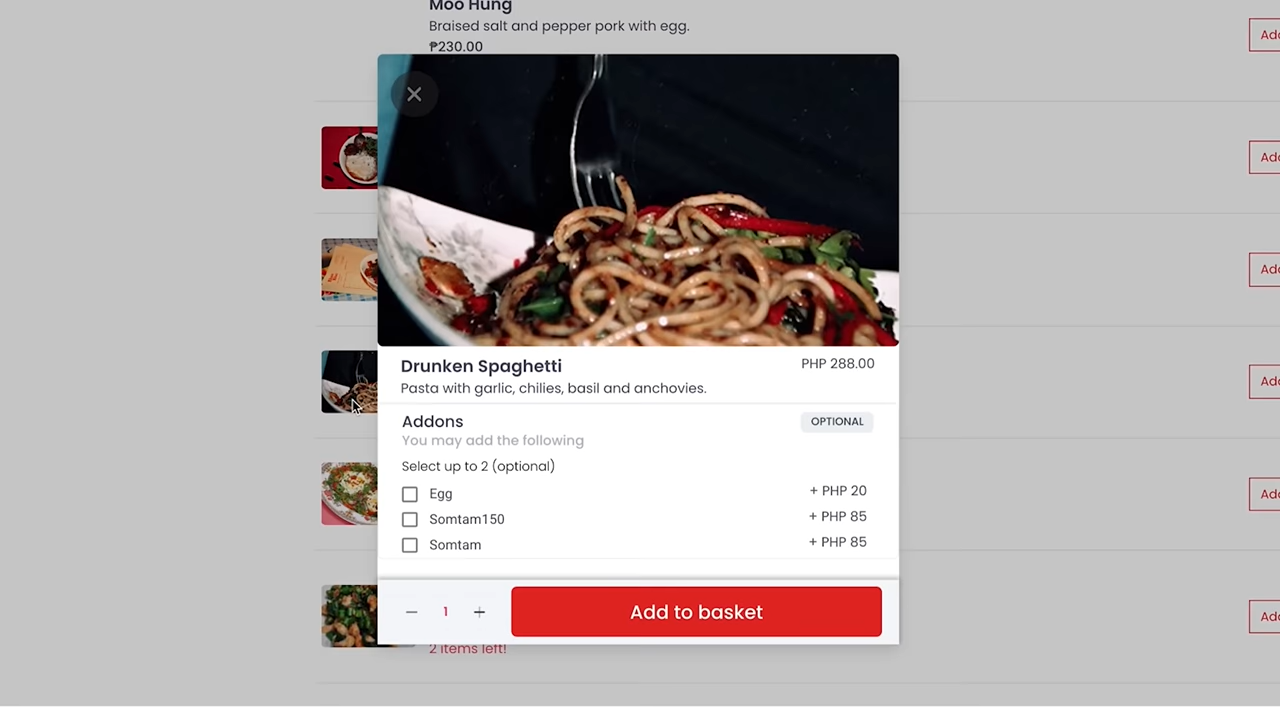 Moo Hung
Braised salt and pepper pork with egg.
₱230.00
Drunken Spaghetti
PHP 288.00
Pasta with garlic, chilies, basil and anchovies.
Addons
OPTIONAL
You may add the following
Select up to 2 (optional)
Egg
+ PHP 20
Somtam150
+ PHP 85
Somtam
+ PHP 85
1
Add to basket
2 items left!